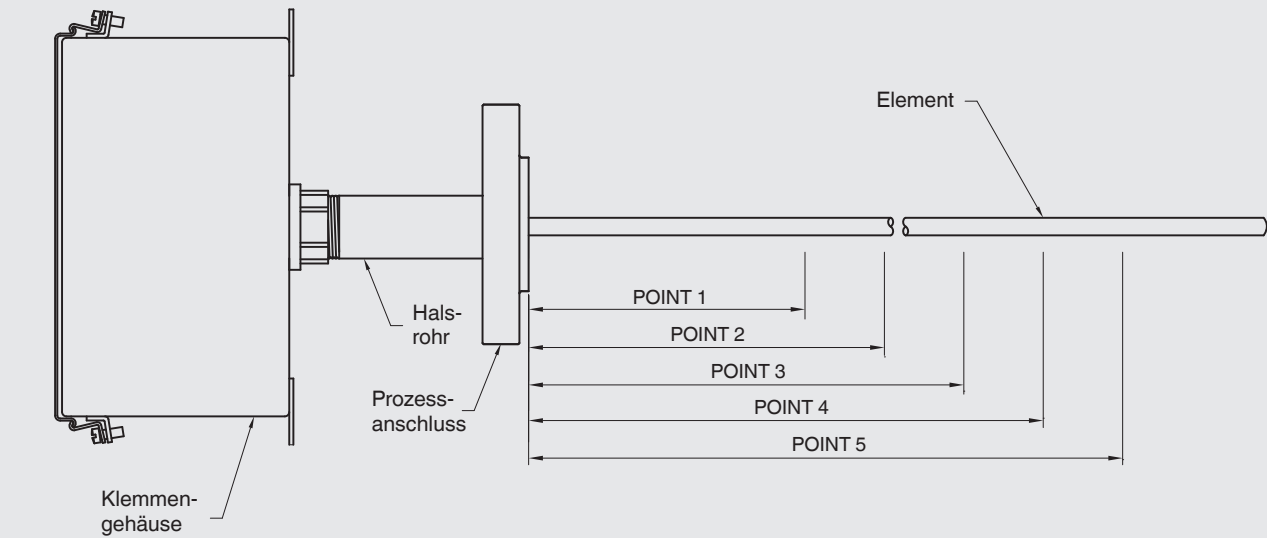 Element
POINT 1
Hals-
rohr
POINT 2
POINT 3
Prozess-
anschluss
POINT 4
POINT 5
Klemmen-
gehäuse